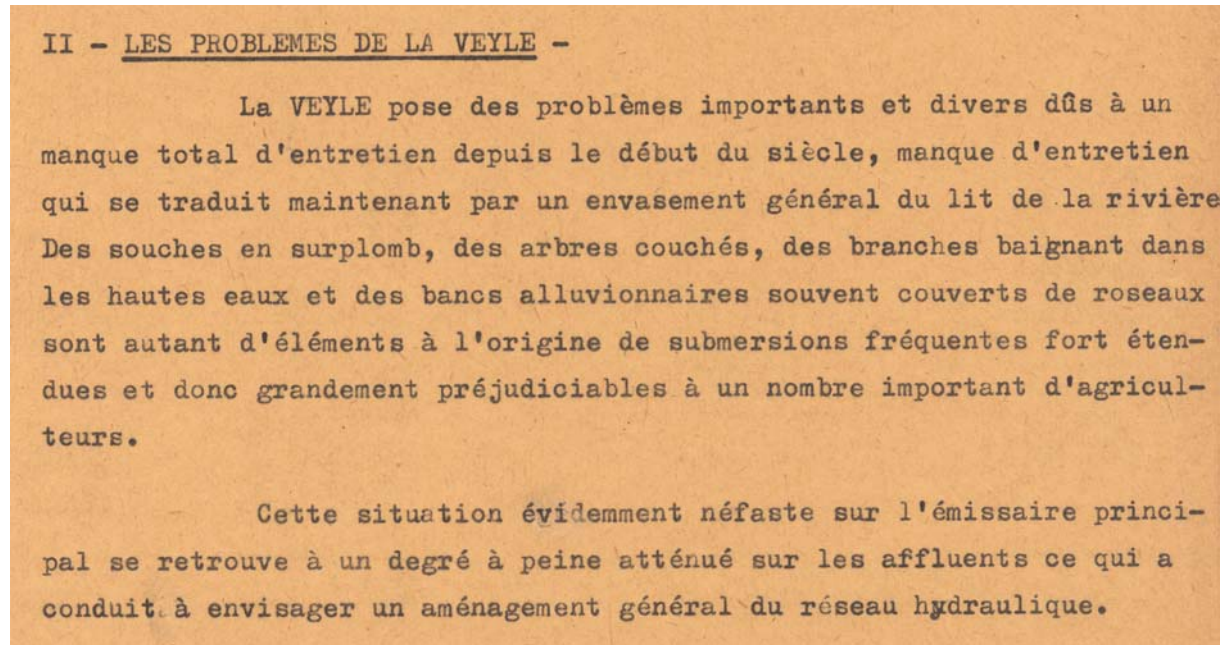 II - LES PROBLEMES DE LA VEYLE -
La VEYLE pose des problèmes importants et divers dûs à un
manque total d'entretien depuis le début du siècle, manque d'entretien
qui se traduit maintenant par un envasement général du lit de la rivière
Des souches en surplomb, des arbres couchés, des branches baignant dans
les hautes eaux et des bancs alluvionnaires souvent couverts de roseaux
sont autant d'éléments à l'origine de submersions fréquentes fort éten-
dues et donc grandement préjudiciables à un nombre important d'agricul-
teurs.
Cette situation évidemment néfaste sur l'émissaire princi-
pal se retrouve à un degré à peine atténué sur les affluents ce qui a
conduit à envisager un aménagement général du réseau hydraulique.